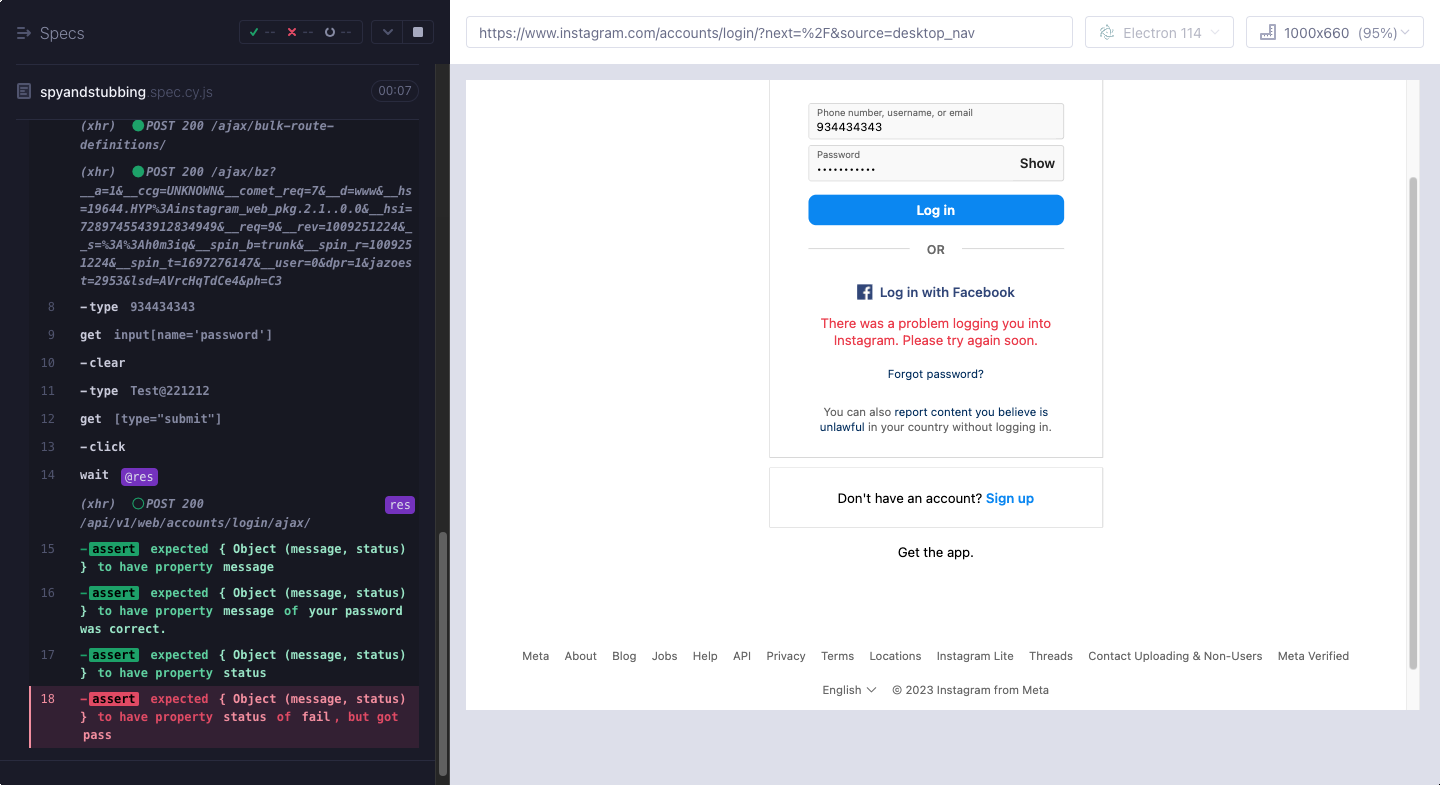 Specs
-- -- --
spyandstubbing.spec.cy.js 00:07
(xhr) POST 200 /ajax/bulk-route-
definitions/
(xhr) POST 200 /ajax/bz?
__a=1&__ccg=UNKNOWN&__comet_req=7&__d=www&__hs
=19644.HYP%3Ainstagram_web_pkg.2.1..0.0&__hsi=
7289745543912834949&__req=9&__rev=1009251224&_
_s=%3A%3Ah0m3iq&__spin_b=trunk&__spin_r=100925
1224&__spin_t=1697276147&__user=0&dpr=1&jazoes
t=2953&lsd=AVrcHqTdCe4&ph=C3
8 -type 934434343
9 get input[name='password']
10 -clear
11 -type Test@221212
12 get [type="submit"]
13 -click
14 wait @res
(xhr) POST 200 res
/api/v1/web/accounts/login/ajax/
15 -assert expected { Object (message, status)
} to have property message
16 -assert expected { Object (message, status)
} to have property message of your password
was correct.
17 -assert expected { Object (message, status)
} to have property status
18 -assert expected { Object (message, status)
} to have property status of fail, but got
pass
https://www.instagram.com/accounts/login/?next=%2F&source=desktop_nav
Electron 114
1000x660 (95%)
Phone number, username, or email
934434343
Password
••••••••••• Show
Log in
OR
Log in with Facebook
There was a problem logging you into
Instagram. Please try again soon.
Forgot password?
You can also report content you believe is
unlawful in your country without logging in.
Don't have an account? Sign up
Get the app.
Meta About Blog Jobs Help API Privacy Terms Locations Instagram Lite Threads Contact Uploading & Non-Users Meta Verified
English © 2023 Instagram from Meta